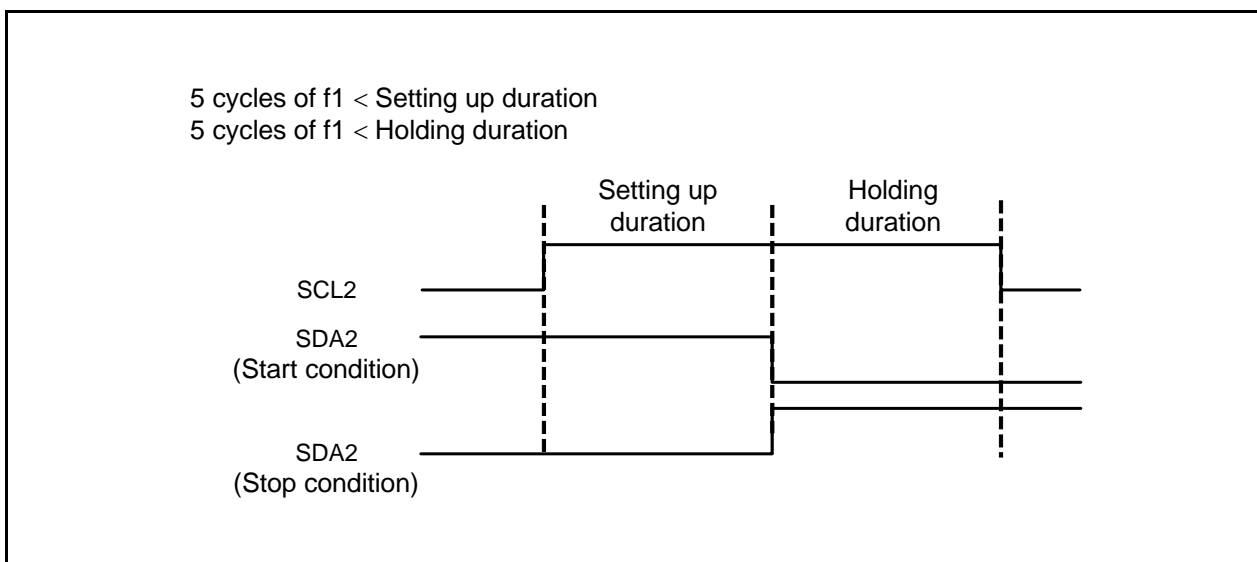 5 cycles of f1 < Setting up duration
5 cycles of f1 < Holding duration
Setting up
duration
Holding
duration
SCL2
SDA2
(Start condition)
SDA2
(Stop condition)